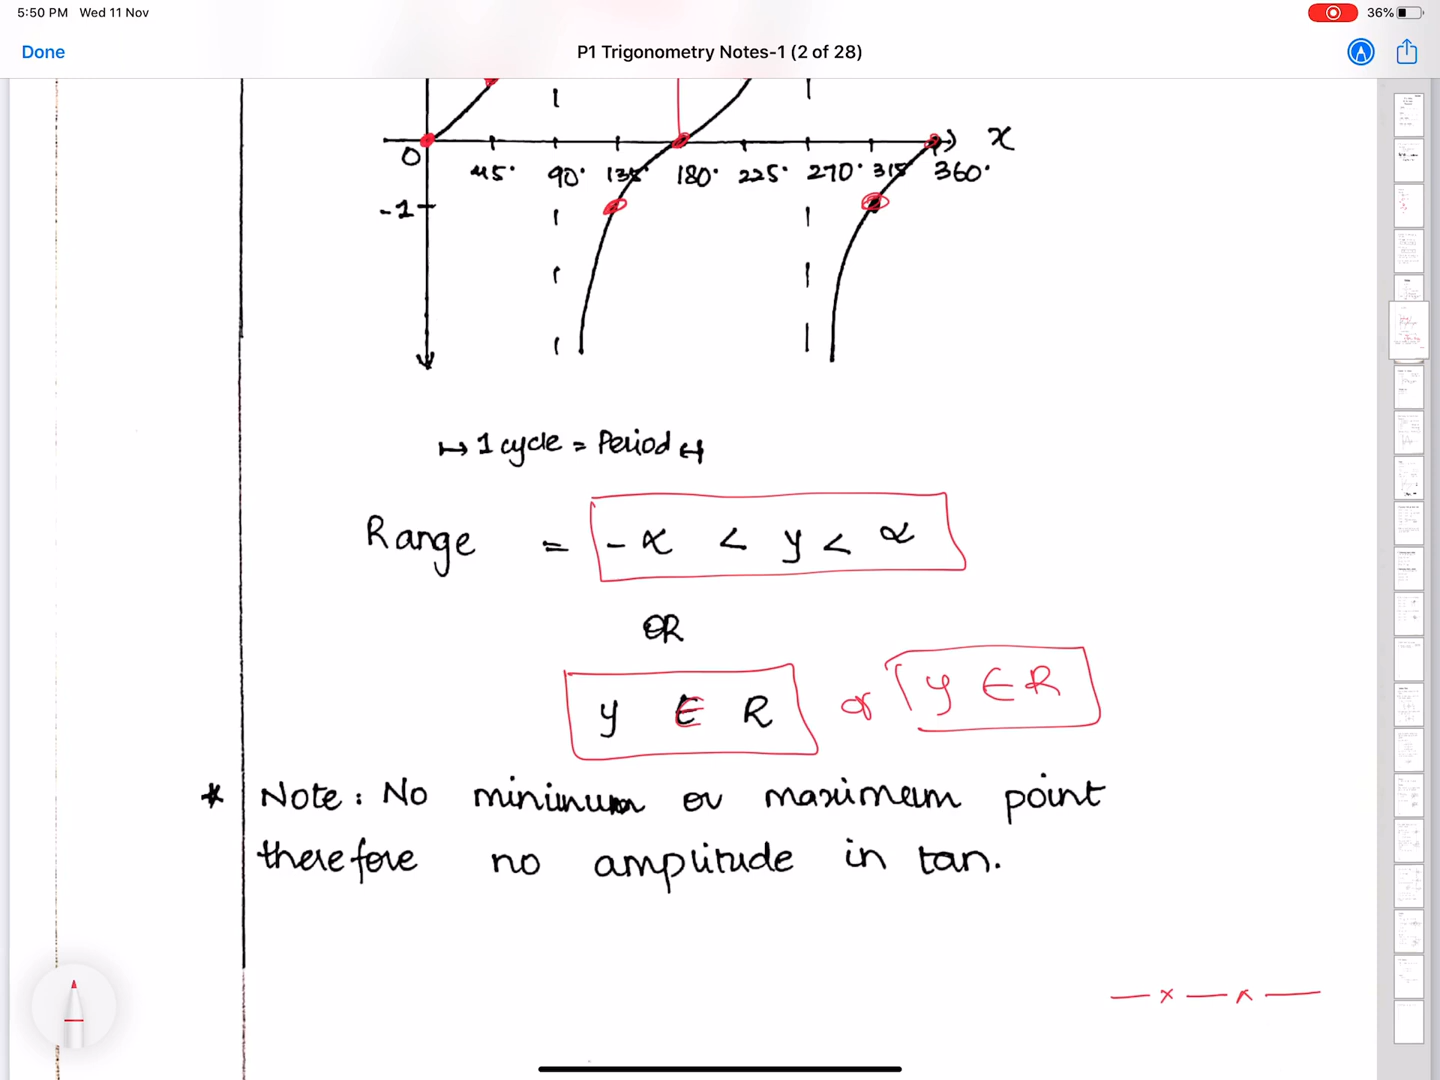 5:50 PM Wed 11 Nov
36%
Done
P1 Trigonometry Notes-1 (2 of 28)
x
0 45° 90° 135° 180° 225° 270° 315° 360°
-1
↦ 1 cycle = Period ↤
Range = -∝ < y < ∝
OR
y ∈ R or y ∈ R
* Note: No minimum or maximum point
therefore no amplitude in tan.